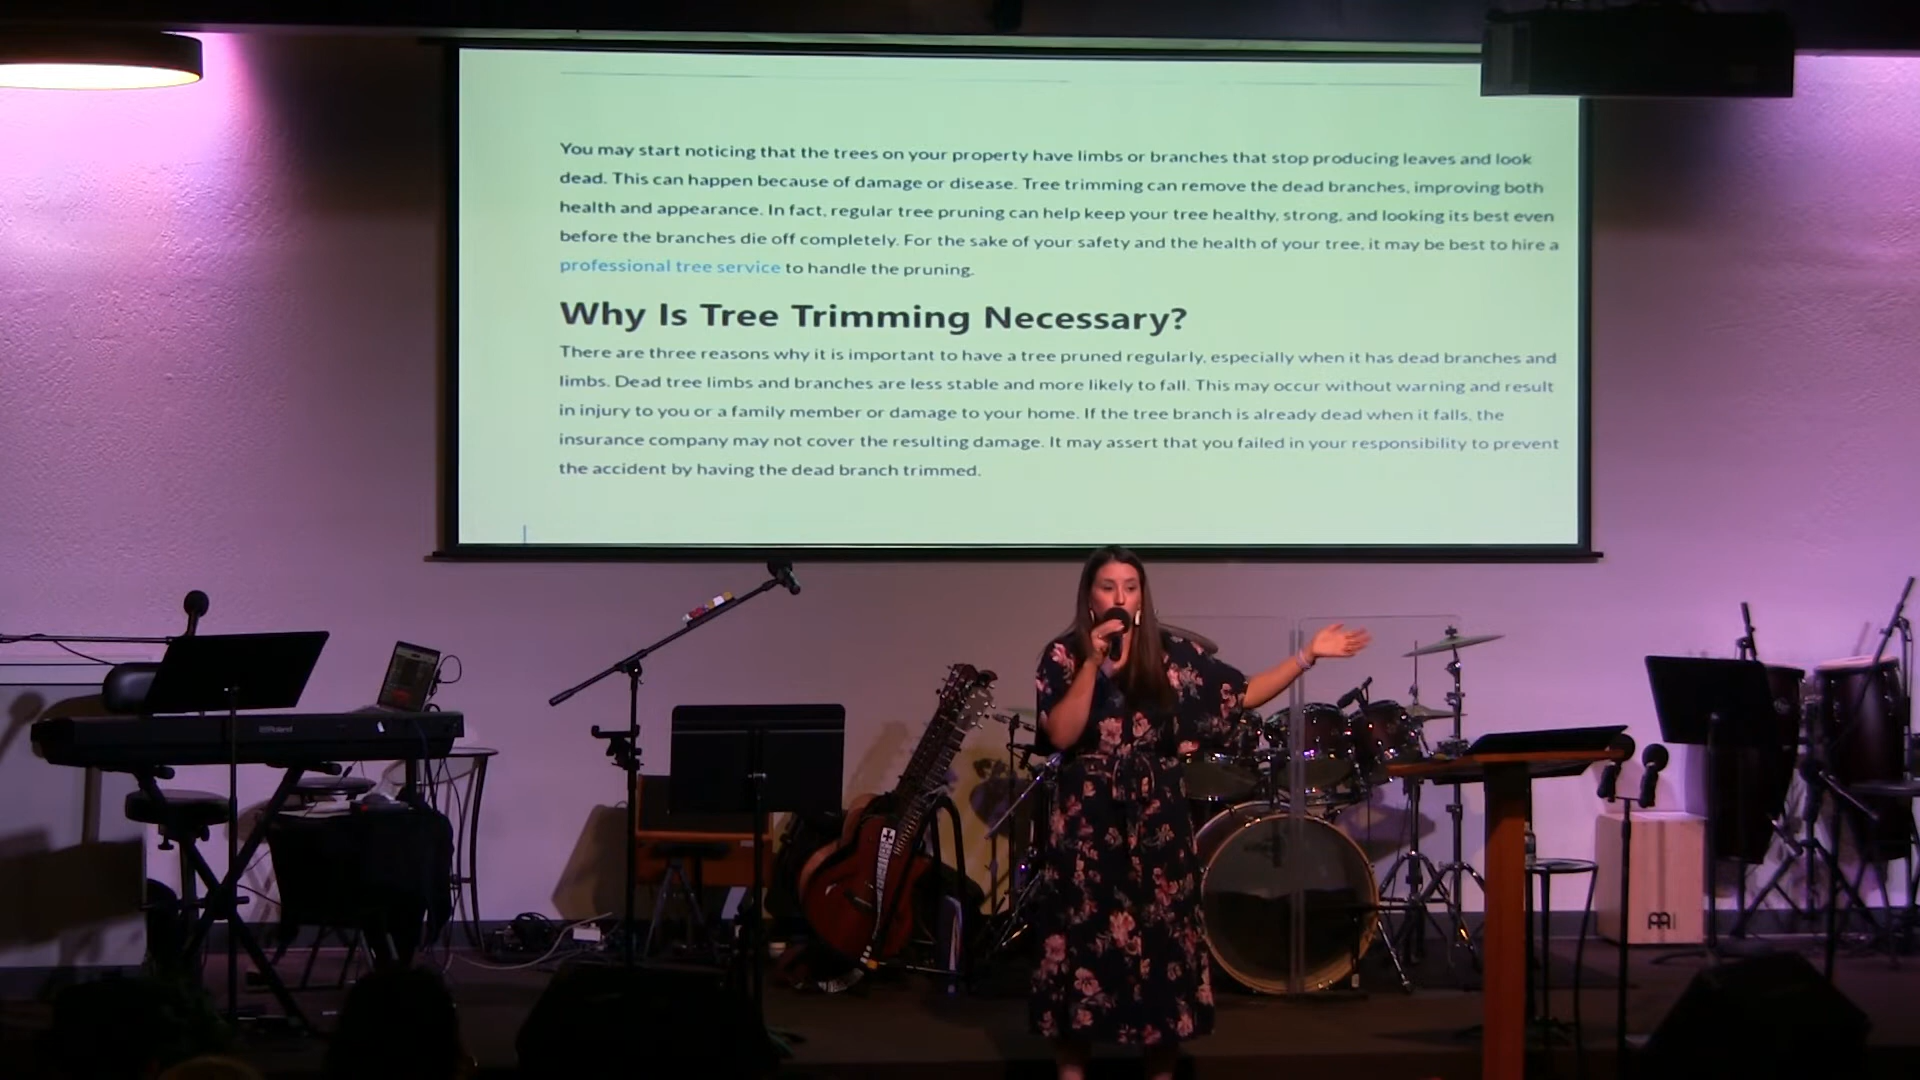 You may start noticing that the trees on your property have limbs or branches that stop producing leaves and look
dead. This can happen because of damage or disease. Tree trimming can remove the dead branches, improving both
health and appearance. In fact, regular tree pruning can help keep your tree healthy, strong, and looking its best even
before the branches die off completely. For the sake of your safety and the health of your tree, it may be best to hire a
professional tree service to handle the pruning.
Why Is Tree Trimming Necessary?
There are three reasons why it is important to have a tree pruned regularly, especially when it has dead branches and
limbs. Dead tree limbs and branches are less stable and more likely to fall. This may occur without warning and result
in injury to you or a family member or damage to your home. If the tree branch is already dead when it falls, the
insurance company may not cover the resulting damage. It may assert that you failed in your responsibility to prevent
the accident by having the dead branch trimmed.
Roland